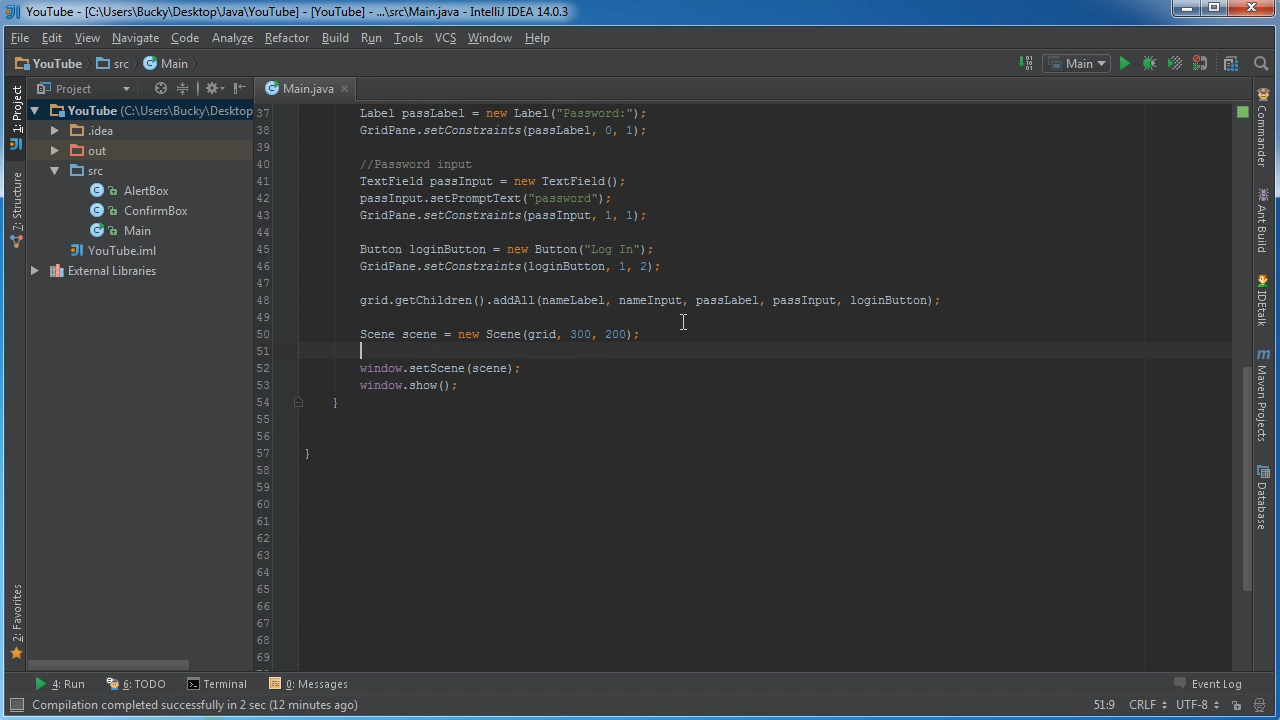 YouTube - [C:\Users\Bucky\Desktop\Java\YouTube] - [YouTube] - ...\src\Main.java - IntelliJ IDEA 14.0.3
File Edit View Navigate Code Analyze Refactor Build Run Tools VCS Window Help
YouTube src Main
Main
Project
Main.java
1: Project
7: Structure
2: Favorites
YouTube (C:\Users\Bucky\Desktop
.idea
out
src
AlertBox
ConfirmBox
Main
YouTube.iml
External Libraries
37 Label passLabel = new Label("Password:");
38 GridPane.setConstraints(passLabel, 0, 1);
39
40 //Password input
41 TextField passInput = new TextField();
42 passInput.setPromptText("password");
43 GridPane.setConstraints(passInput, 1, 1);
44
45 Button loginButton = new Button("Log In");
46 GridPane.setConstraints(loginButton, 1, 2);
47
48 grid.getChildren().addAll(nameLabel, nameInput, passLabel, passInput, loginButton);
49
50 Scene scene = new Scene(grid, 300, 200);
51
52 window.setScene(scene);
53 window.show();
54 }
55
56
57 }
58
59
60
61
62
63
64
65
66
67
68
69
Commander
Ant Build
IDEtalk
Maven Projects
Database
4: Run 6: TODO Terminal 0: Messages Event Log
Compilation completed successfully in 2 sec (12 minutes ago) 51:9 CRLF UTF-8